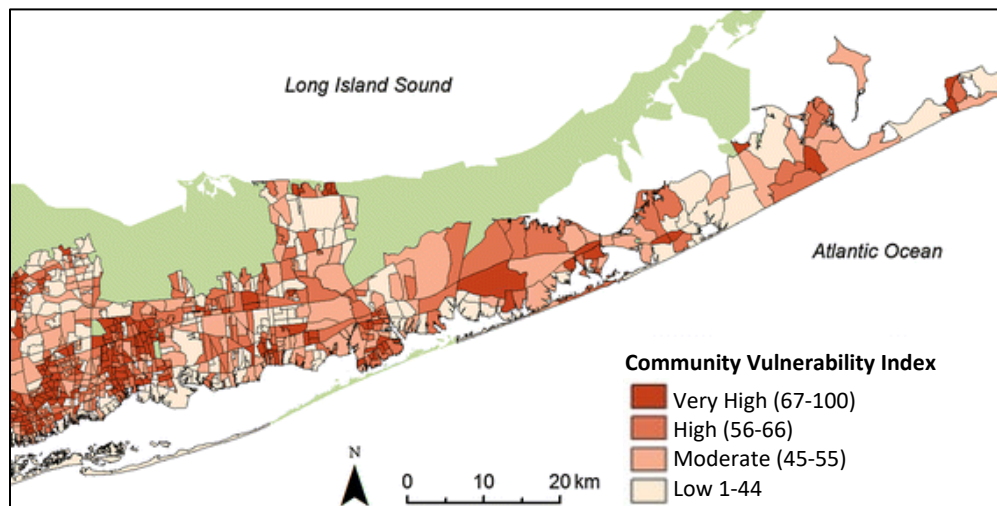 Long Island Sound
Atlantic Ocean
Community Vulnerability Index
Very High (67-100)
High (56-66)
Moderate (45-55)
Low 1-44
N
0 10 20 km